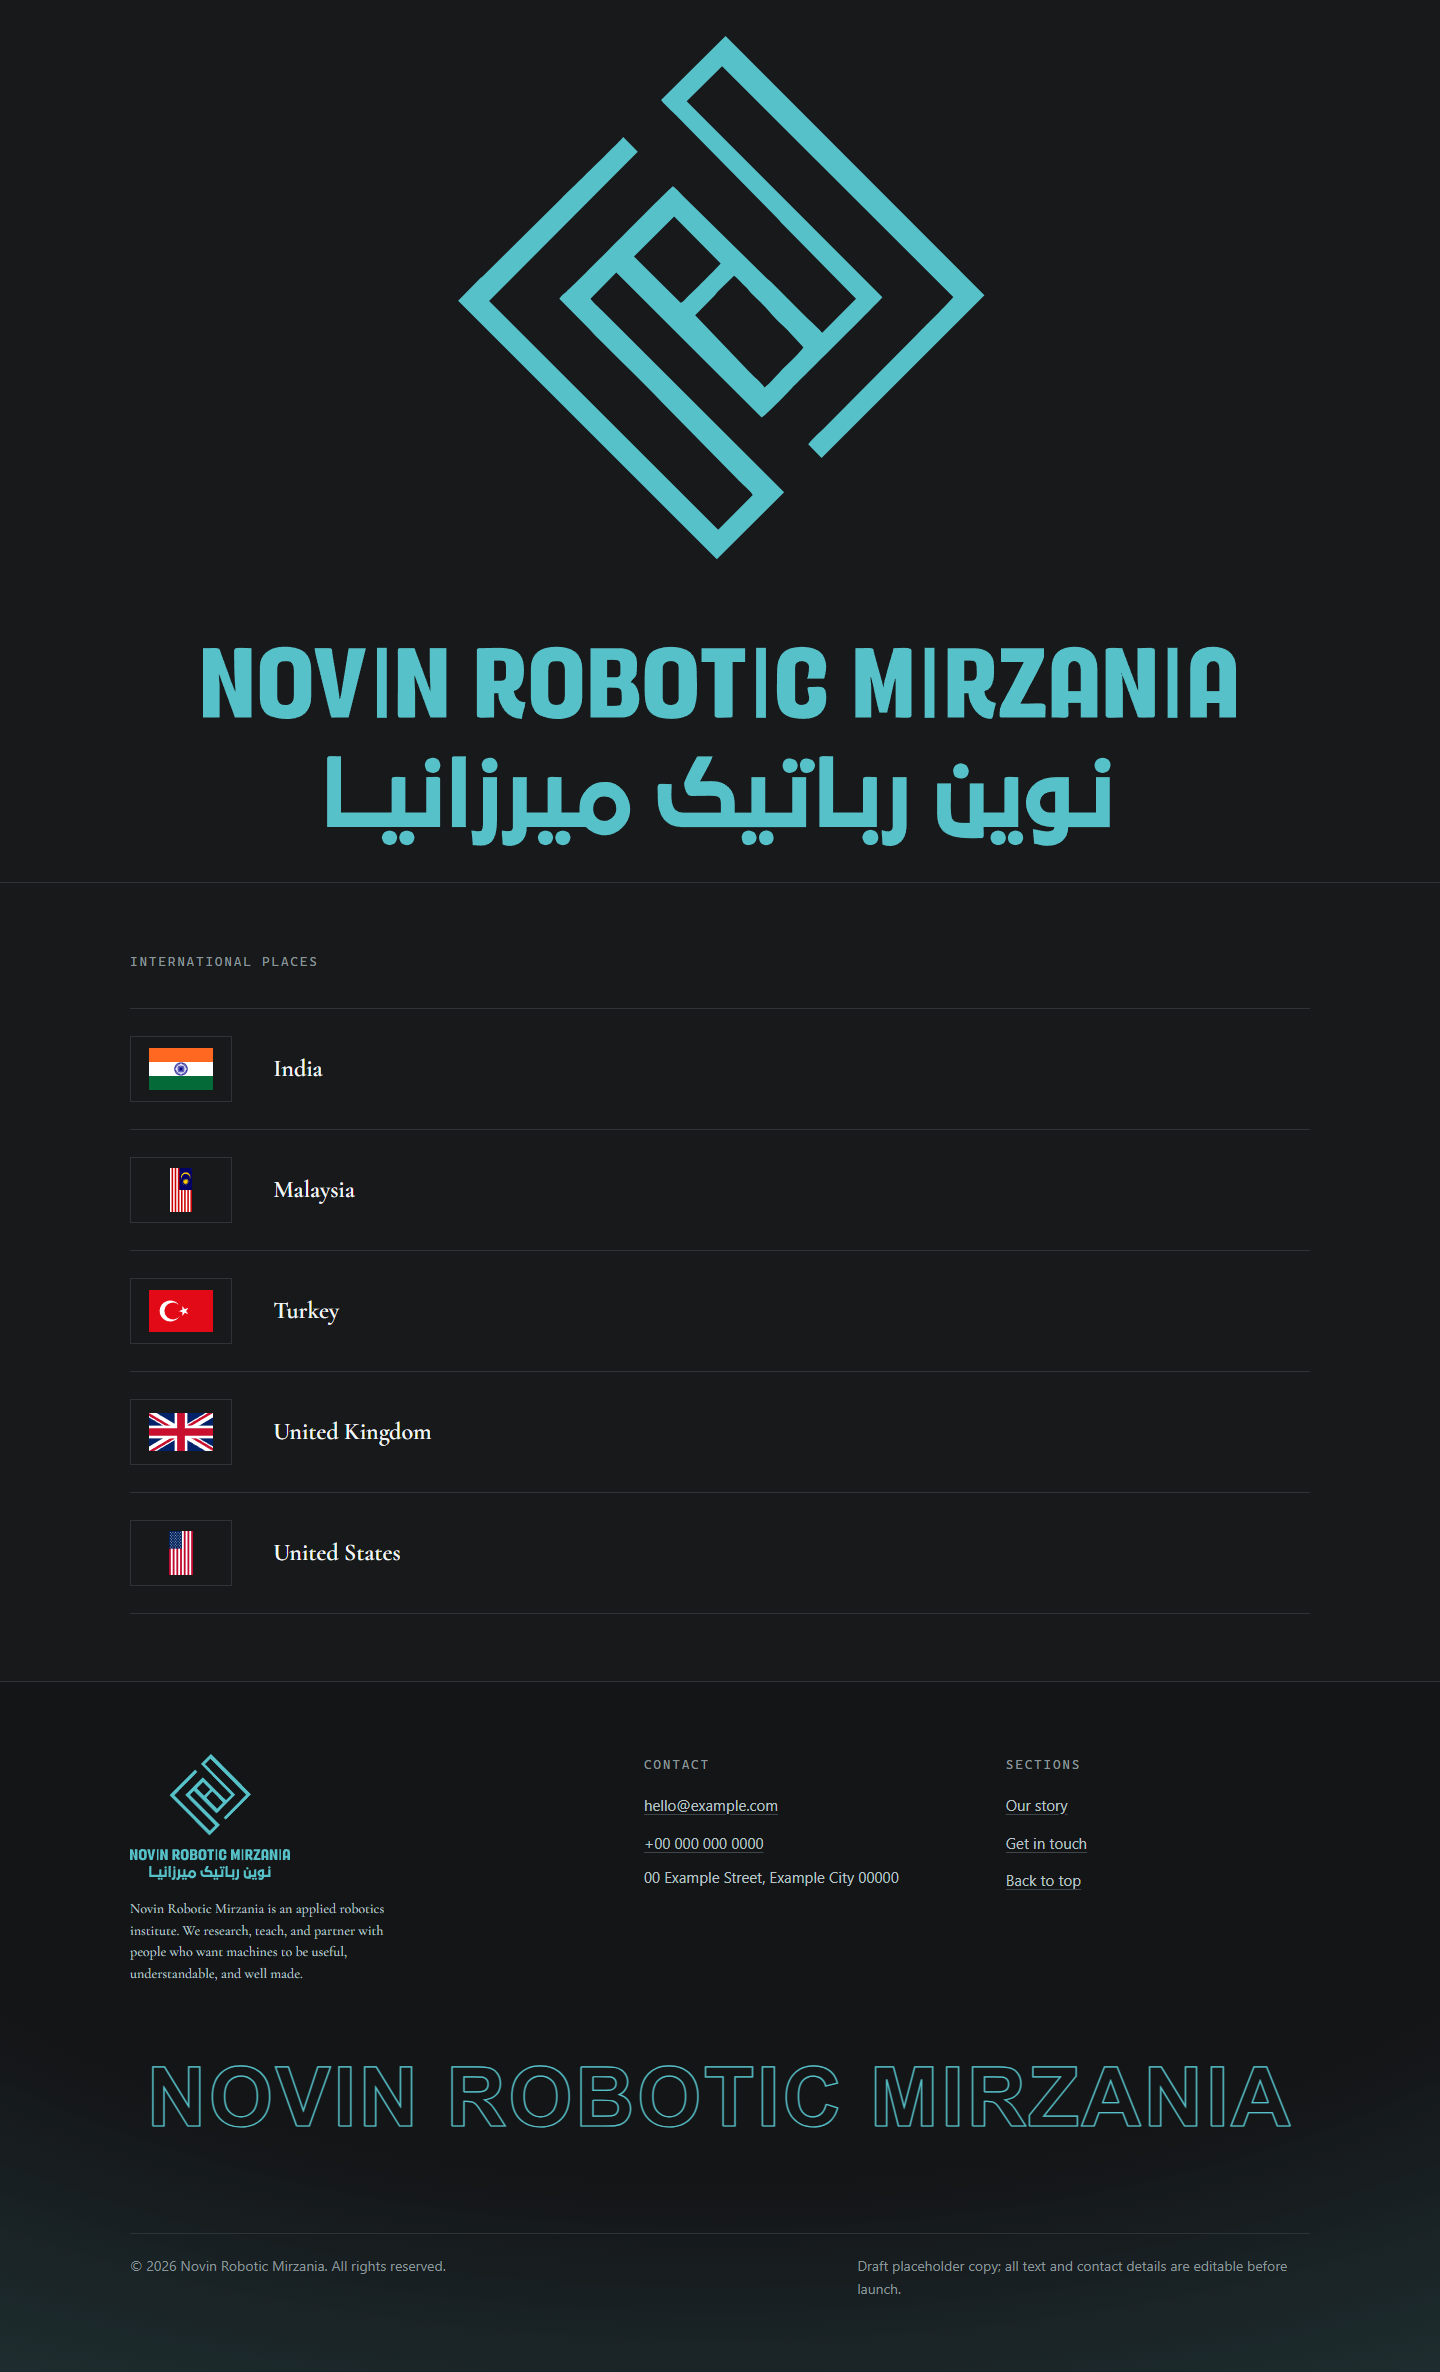 NOVIN ROBOTIC MIRZANIA
نوین رباتیک میرزانیا
INTERNATIONAL PLACES
India
Malaysia
Turkey
United Kingdom
United States
NOVIN ROBOTIC MIRZANIA
نوین رباتیک میرزانیا
Novin Robotic Mirzania is an applied robotics
institute. We research, teach, and partner with
people who want machines to be useful,
understandable, and well made.
CONTACT
hello@example.com
+00 000 000 0000
00 Example Street, Example City 00000
SECTIONS
Our story
Get in touch
Back to top
NOVIN ROBOTIC MIRZANIA
© 2026 Novin Robotic Mirzania. All rights reserved.
Draft placeholder copy; all text and contact details are editable before
launch.